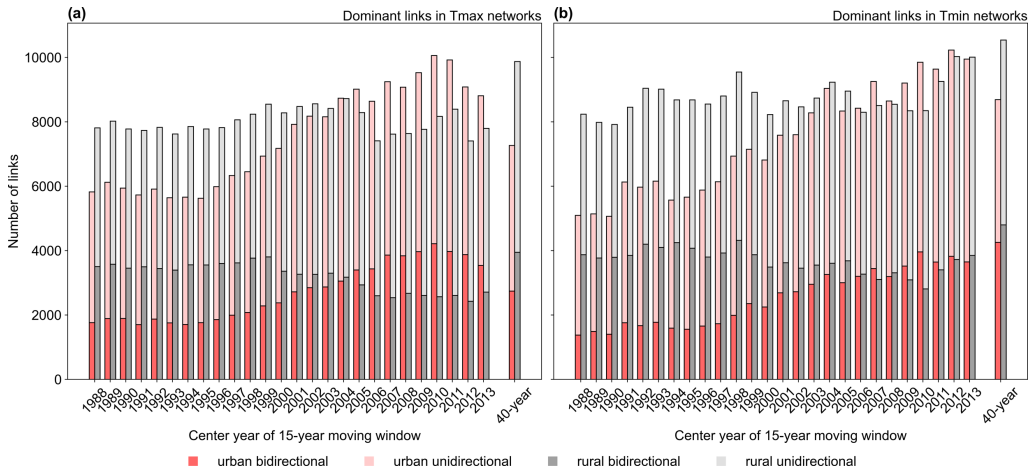 (a) Dominant links in Tmax networks
(b) Dominant links in Tmin networks
Number of links
10000
8000
6000
4000
2000
0
1988 1989 1990 1991 1992 1993 1994 1995 1996 1997 1998 1999 2000 2001 2002 2003 2004 2005 2006 2007 2008 2009 2010 2011 2012 2013 40-year
1988 1989 1990 1991 1992 1993 1994 1995 1996 1997 1998 1999 2000 2001 2002 2003 2004 2005 2006 2007 2008 2009 2010 2011 2012 2013 40-year
Center year of 15-year moving window
Center year of 15-year moving window
urban bidirectional urban unidirectional rural bidirectional rural unidirectional